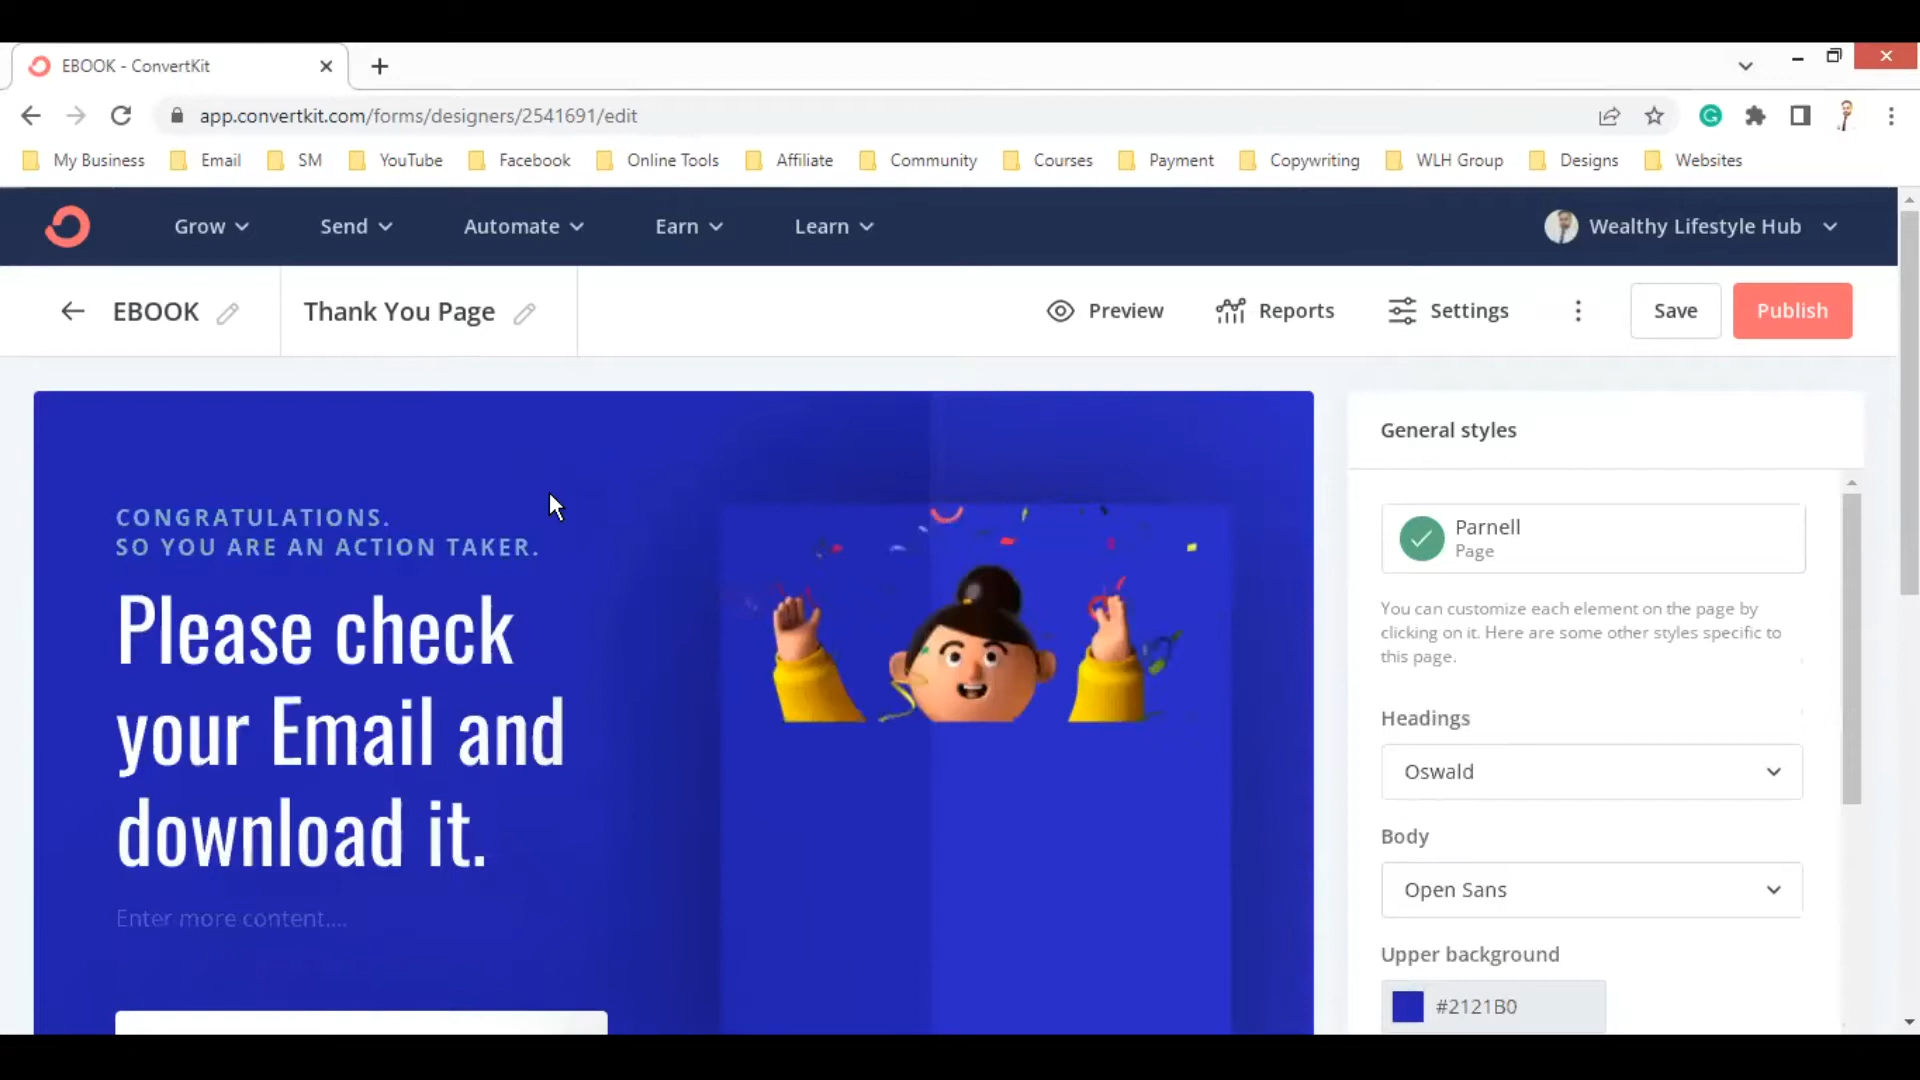 EBOOK - ConvertKit
app.convertkit.com/forms/designers/2541691/edit
My Business Email SM YouTube Facebook Online Tools Affiliate Community Courses Payment Copywriting WLH Group Designs Websites
Grow Send Automate Earn Learn Wealthy Lifestyle Hub
EBOOK Thank You Page Preview Reports Settings Save Publish
CONGRATULATIONS.
SO YOU ARE AN ACTION TAKER.
Please check
your Email and
download it.
Enter more content....
General styles
Parnell
Page
You can customize each element on the page by
clicking on it. Here are some other styles specific to
this page.
Headings
Oswald
Body
Open Sans
Upper background
#2121B0